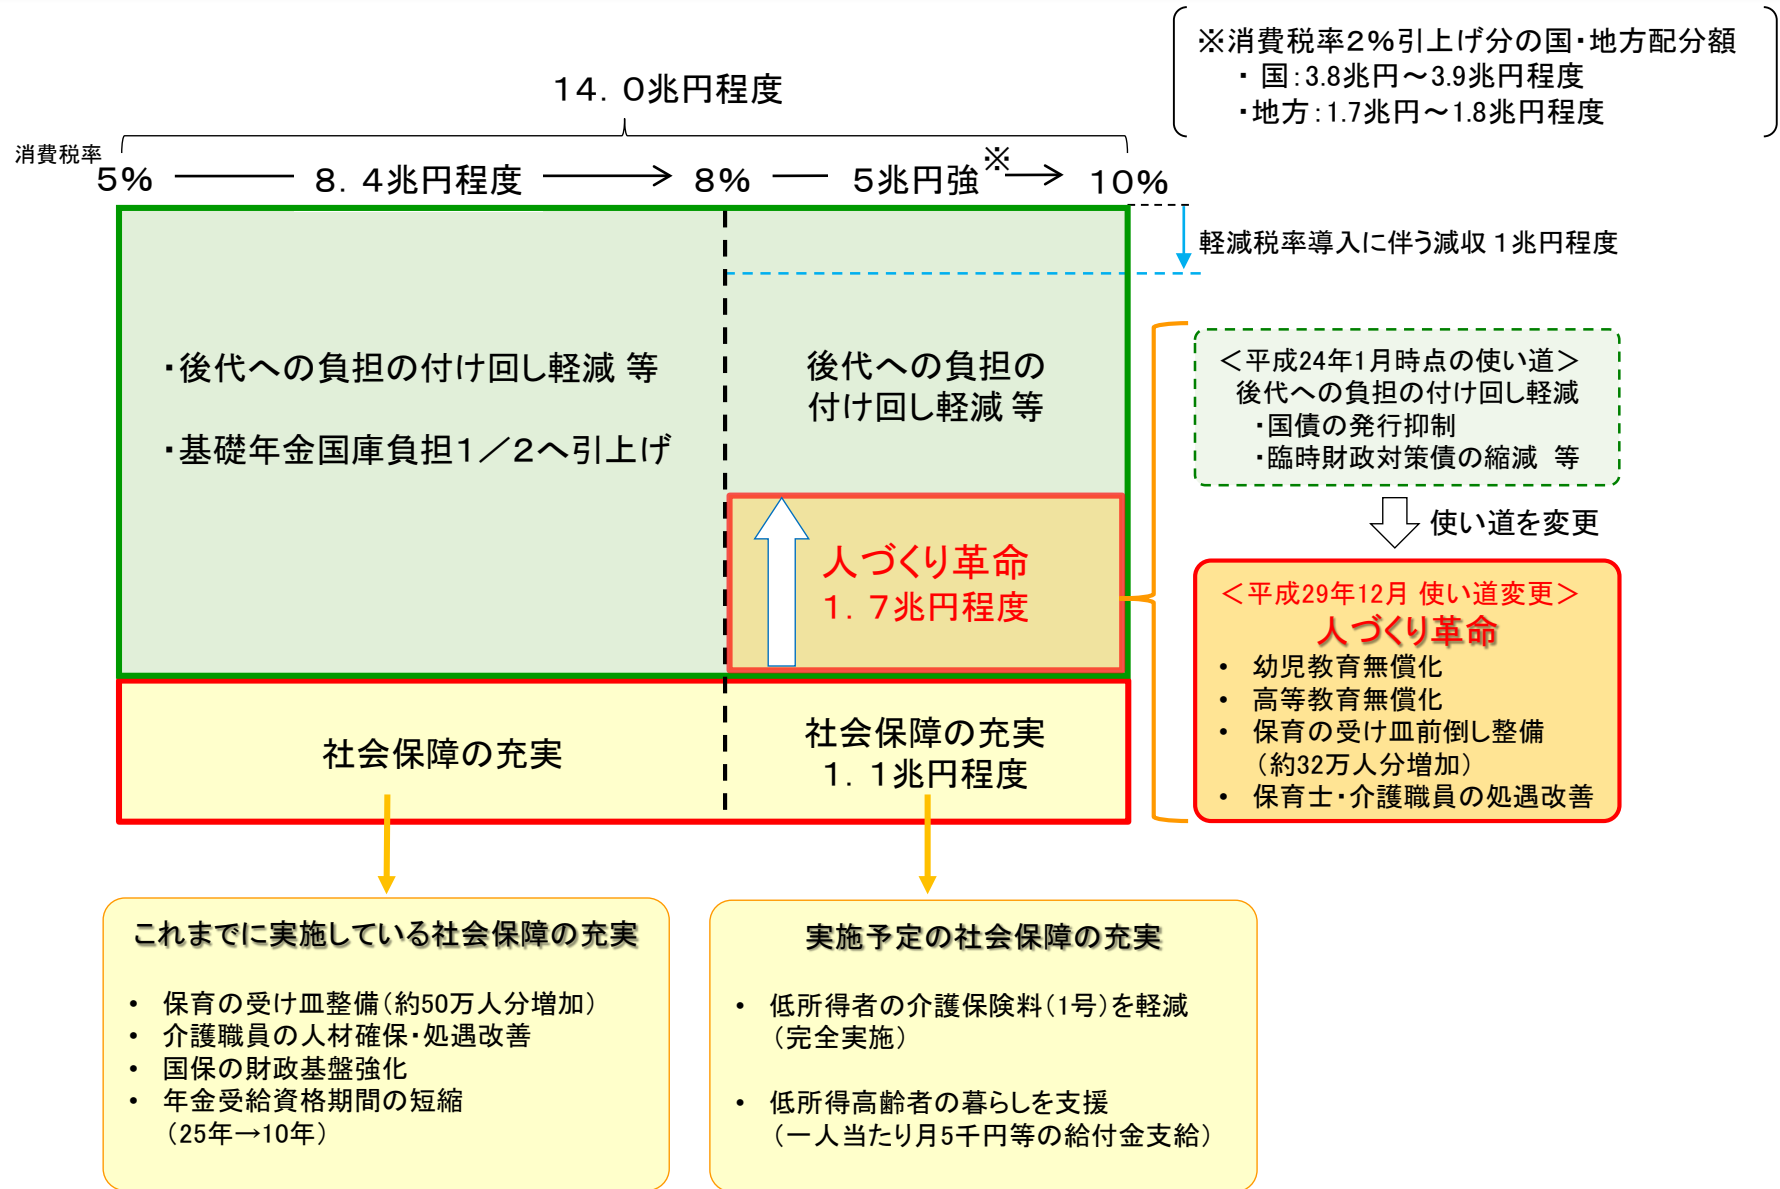 ※消費税率2%引上げ分の国・地方配分額
・ 国：3.8兆円～3.9兆円程度
・地方：1.7兆円～1.8兆円程度
14．0兆円程度
消費税率
5% 8．4兆円程度 8% 5兆円強※ 10%
軽減税率導入に伴う減収 1兆円程度
・後代への負担の付け回し軽減 等
・基礎年金国庫負担1／2へ引上げ
後代への負担の
付け回し軽減 等
人づくり革命
1．7兆円程度
社会保障の充実
社会保障の充実
1．1兆円程度
＜平成24年1月時点の使い道＞
後代への負担の付け回し軽減
・国債の発行抑制
・臨時財政対策債の縮減 等
使い道を変更
＜平成29年12月 使い道変更＞
人づくり革命
• 幼児教育無償化
• 高等教育無償化
• 保育の受け皿前倒し整備
（約32万人分増加）
• 保育士・介護職員の処遇改善
これまでに実施している社会保障の充実
• 保育の受け皿整備（約50万人分増加）
• 介護職員の人材確保・処遇改善
• 国保の財政基盤強化
• 年金受給資格期間の短縮
（25年→10年）
実施予定の社会保障の充実
• 低所得者の介護保険料（1号）を軽減
（完全実施）
• 低所得高齢者の暮らしを支援
（一人当たり月5千円等の給付金支給）